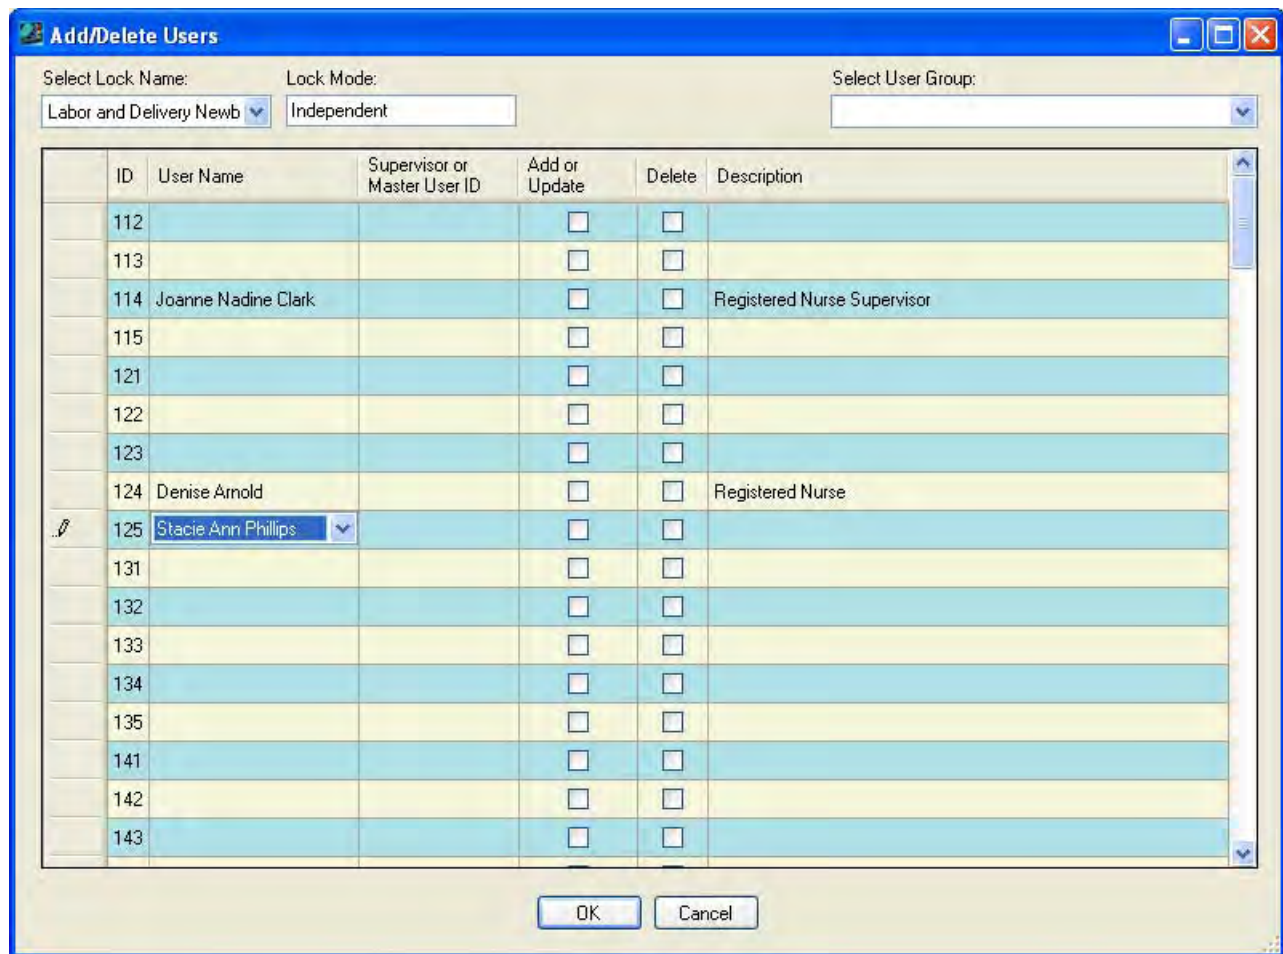 Add/Delete Users
Select Lock Name: Lock Mode: Select User Group:
Labor and Delivery Newb Independent
ID User Name Supervisor or Master User ID Add or Update Delete Description
112
113
114 Joanne Nadine Clark Registered Nurse Supervisor
115
121
122
123
124 Denise Arnold Registered Nurse
125 Stacie Ann Phillips
131
132
133
134
135
141
142
143
OK Cancel